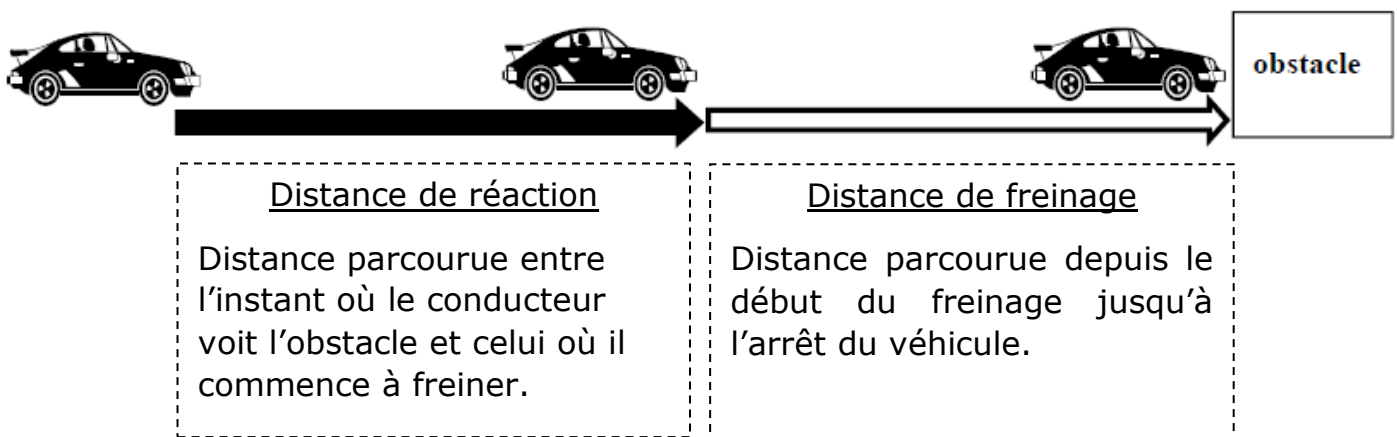 obstacle
Distance de réaction
Distance parcourue entre
l’instant où le conducteur
voit l’obstacle et celui où il
commence à freiner.
Distance de freinage
Distance parcourue depuis le
début du freinage jusqu’à
l’arrêt du véhicule.